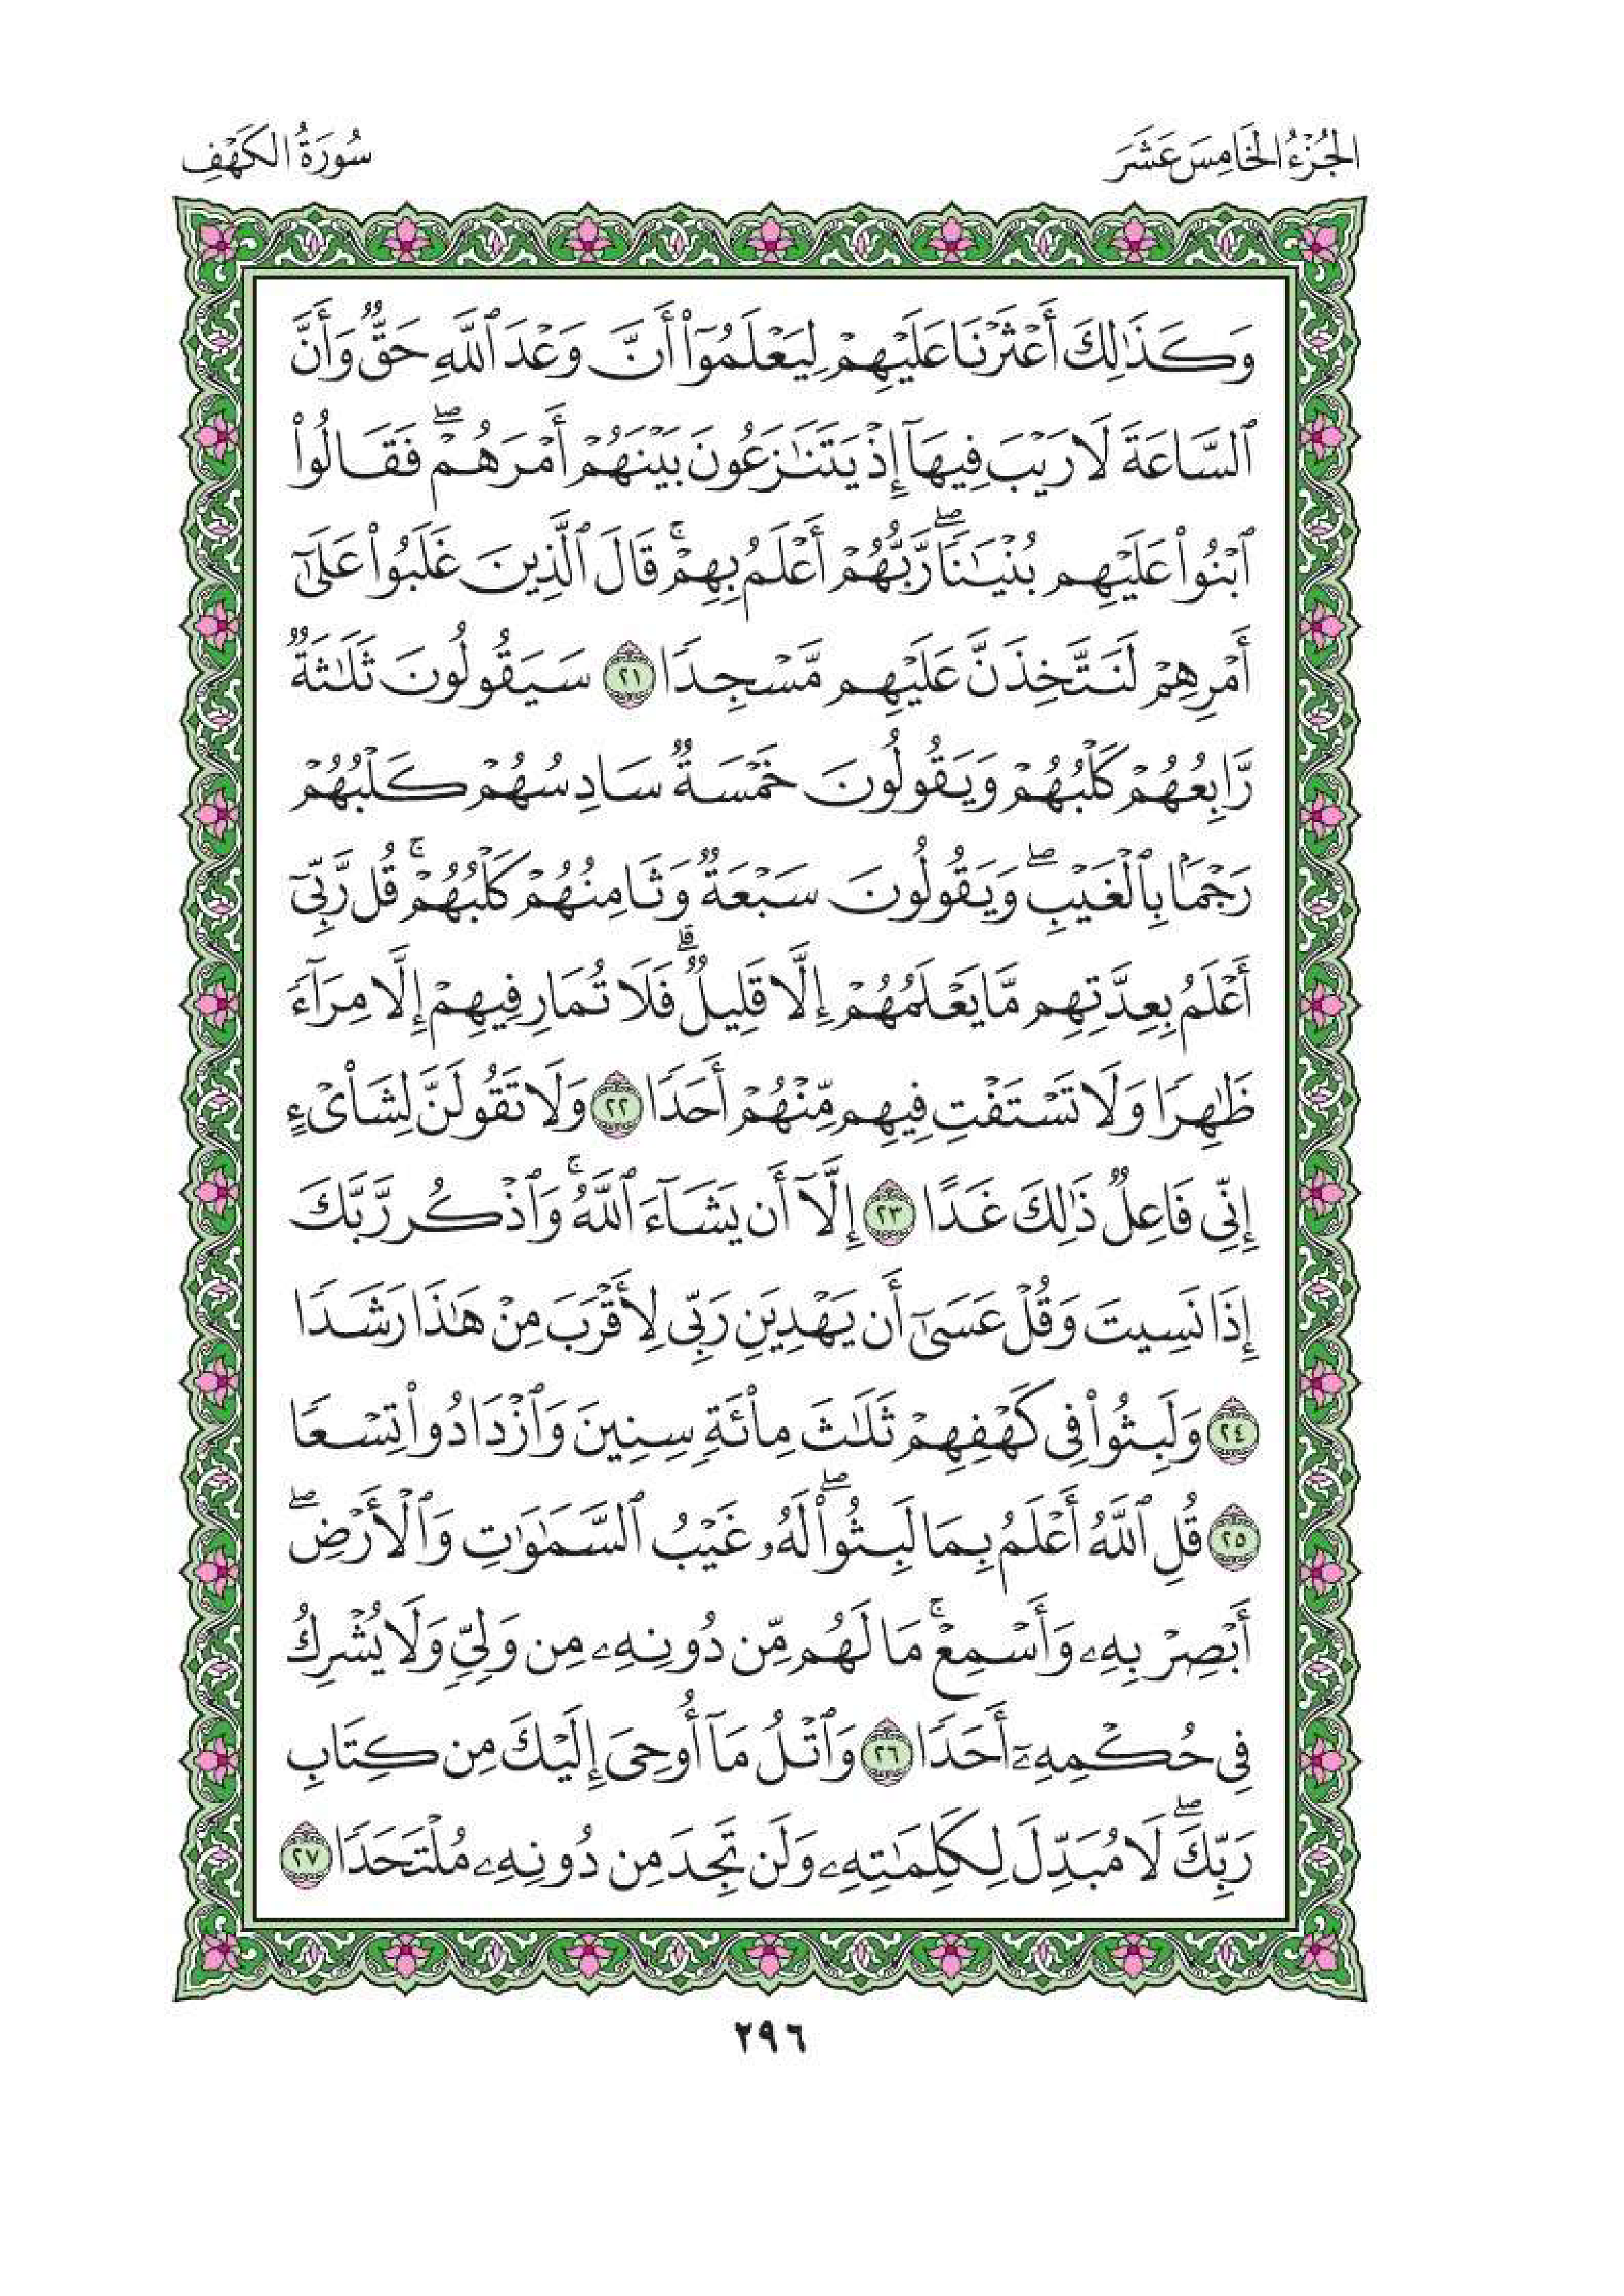 الجُزْءُ الخَامِسَ عَشَرَ
سُورَةُ الكَهْفِ
وَكَذَٰلِكَ أَعْثَرْنَا عَلَيْهِمْ لِيَعْلَمُوٓا۟ أَنَّ وَعْدَ ٱللَّهِ حَقٌّ وَأَنَّ
ٱلسَّاعَةَ لَا رَيْبَ فِيهَآ إِذْ يَتَنَٰزَعُونَ بَيْنَهُمْ أَمْرَهُمْ ۖ فَقَالُوا۟
ٱبْنُوا۟ عَلَيْهِم بُنْيَٰنًا ۖ رَّبُّهُمْ أَعْلَمُ بِهِمْ ۚ قَالَ ٱلَّذِينَ غَلَبُوا۟ عَلَىٰٓ
أَمْرِهِمْ لَنَتَّخِذَنَّ عَلَيْهِم مَّسْجِدًا ٢١ سَيَقُولُونَ ثَلَٰثَةٌ
رَّابِعُهُمْ كَلْبُهُمْ وَيَقُولُونَ خَمْسَةٌ سَادِسُهُمْ كَلْبُهُمْ
رَجْمًۢا بِٱلْغَيْبِ ۖ وَيَقُولُونَ سَبْعَةٌ وَثَامِنُهُمْ كَلْبُهُمْ ۚ قُل رَّبِّىٓ
أَعْلَمُ بِعِدَّتِهِم مَّا يَعْلَمُهُمْ إِلَّا قَلِيلٌ ۗ فَلَا تُمَارِ فِيهِمْ إِلَّا مِرَآءً
ظَٰهِرًا وَلَا تَسْتَفْتِ فِيهِم مِّنْهُمْ أَحَدًا ٢٢ وَلَا تَقُولَنَّ لِشَا۟ىْءٍ
إِنِّى فَاعِلٌ ذَٰلِكَ غَدًا ٢٣ إِلَّآ أَن يَشَآءَ ٱللَّهُ ۚ وَٱذْكُر رَّبَّكَ
إِذَا نَسِيتَ وَقُلْ عَسَىٰٓ أَن يَهْدِيَنِ رَبِّى لِأَقْرَبَ مِنْ هَٰذَا رَشَدًا
٢٤ وَلَبِثُوا۟ فِى كَهْفِهِمْ ثَلَٰثَ مِا۟ئَةٍ سِنِينَ وَٱزْدَادُوا۟ تِسْعًا
٢٥ قُلِ ٱللَّهُ أَعْلَمُ بِمَا لَبِثُوا۟ ۖ لَهُۥ غَيْبُ ٱلسَّمَٰوَٰتِ وَٱلْأَرْضِ ۖ
أَبْصِرْ بِهِۦ وَأَسْمِعْ ۚ مَا لَهُم مِّن دُونِهِۦ مِن وَلِىٍّ وَلَا يُشْرِكُ
فِى حُكْمِهِۦٓ أَحَدًا ٢٦ وَٱتْلُ مَآ أُوحِىَ إِلَيْكَ مِن كِتَابِ
رَبِّكَ ۖ لَا مُبَدِّلَ لِكَلِمَٰتِهِۦ وَلَن تَجِدَ مِن دُونِهِۦ مُلْتَحَدًا ٢٧
٢٩٦